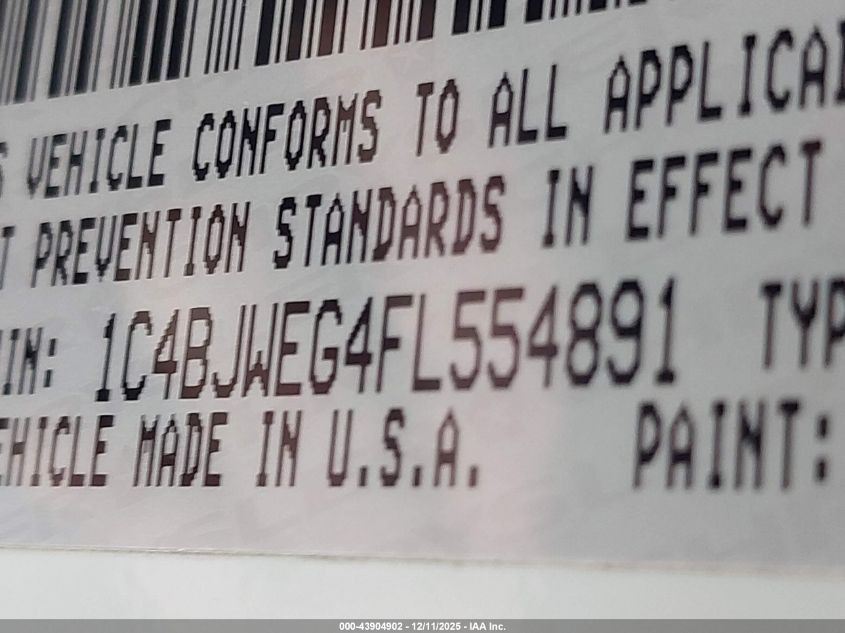 VEHICLE CONFORMS TO ALL APPLICA
PREVENTION STANDARDS IN EFFECT
IN: 1C4BJWEG4FL554891 TYP
EHICLE MADE IN U.S.A. PAINT:
000-43904902 - 12/11/2025 - IAA Inc.